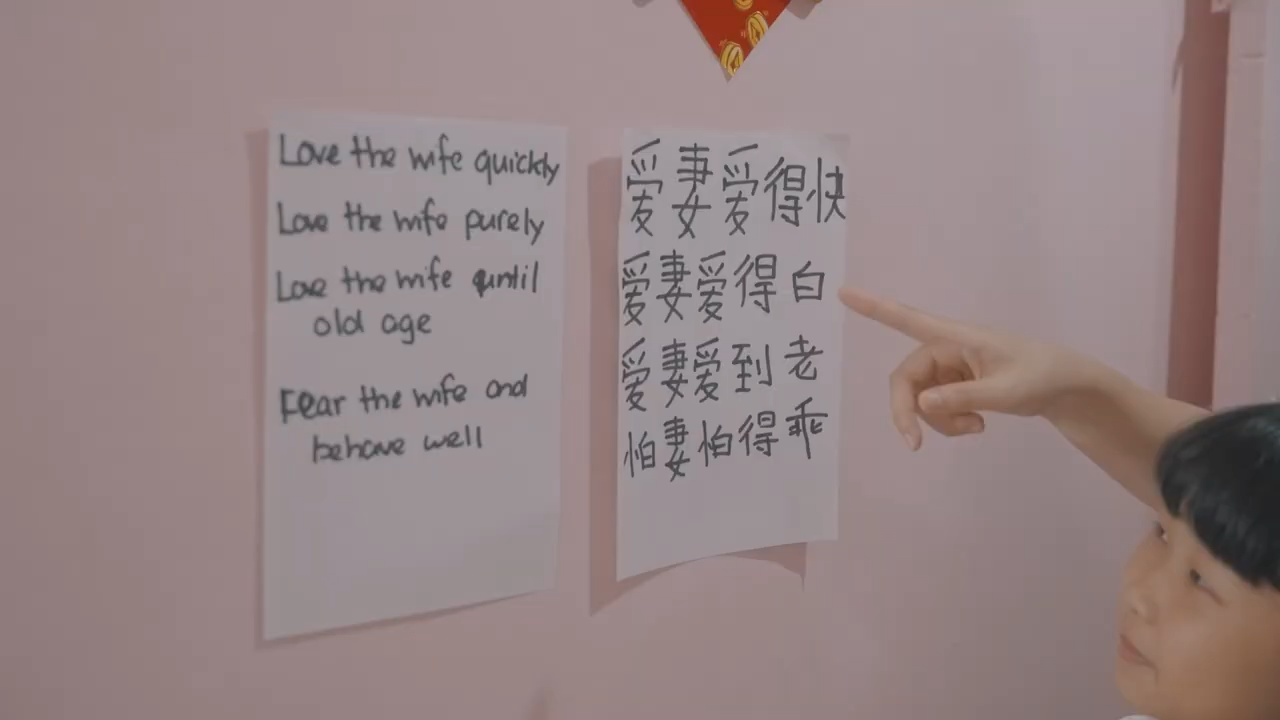 Love the wife quickly
Love the wife purely
Love the wife until
old age
Fear the wife and
behave well
爱妻爱得快
爱妻爱得白
爱妻爱到老
怕妻怕得乖